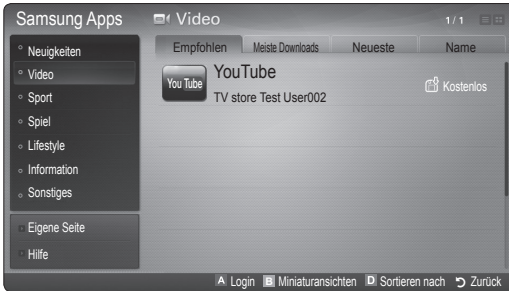 Samsung Apps
Video
1/1
Neuigkeiten
Video
Sport
Spiel
Lifestyle
Information
Sonstiges
Eigene Seite
Hilfe
Empfohlen Meiste Downloads Neueste Name
You Tube
YouTube
TV store Test User002
Kostenlos
A Login B Miniaturansichten D Sortieren nach Zurück